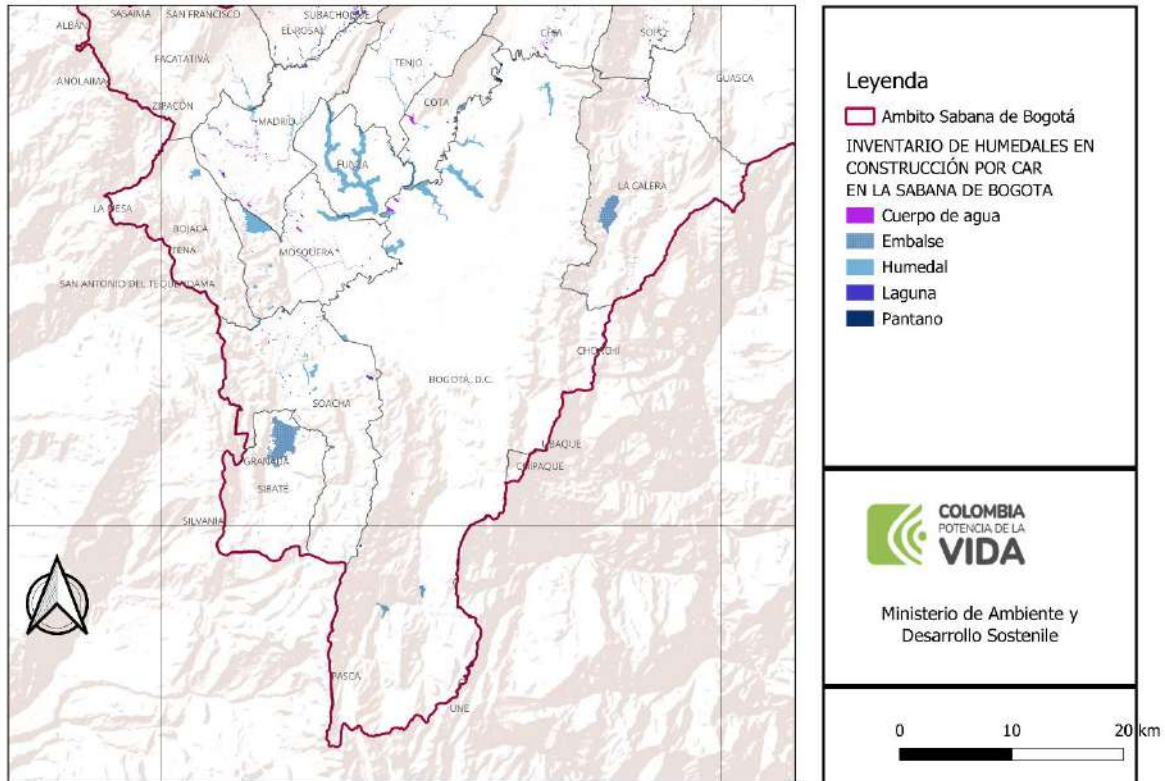 SASAIMA
SAN FRANCISCO
SUBACHOQUE
ALBÁN
EL ROSAL
CHÍA
SOPÓ
FACATATIVÁ
TENJO
GUASCA
ANOLAIMA
ZIPACÓN
COTA
MADRID
FUNZA
LA CALERA
LA MESA
BOJACÁ
TENA
MOSQUERA
SAN ANTONIO DEL TEQUENDAMA
CHOACHÍ
BOGOTÁ, D.C.
SOACHA
UBAQUE
GRANADA
CHIPAQUE
SIBATÉ
SILVANIA
PASCA
UNE
Leyenda
Ambito Sabana de Bogotá
INVENTARIO DE HUMEDALES EN
CONSTRUCCIÓN POR CAR
EN LA SABANA DE BOGOTA
Cuerpo de agua
Embalse
Humedal
Laguna
Pantano
COLOMBIA
POTENCIA DE LA
VIDA
Ministerio de Ambiente y
Desarrollo Sostenile
0 10 20 km